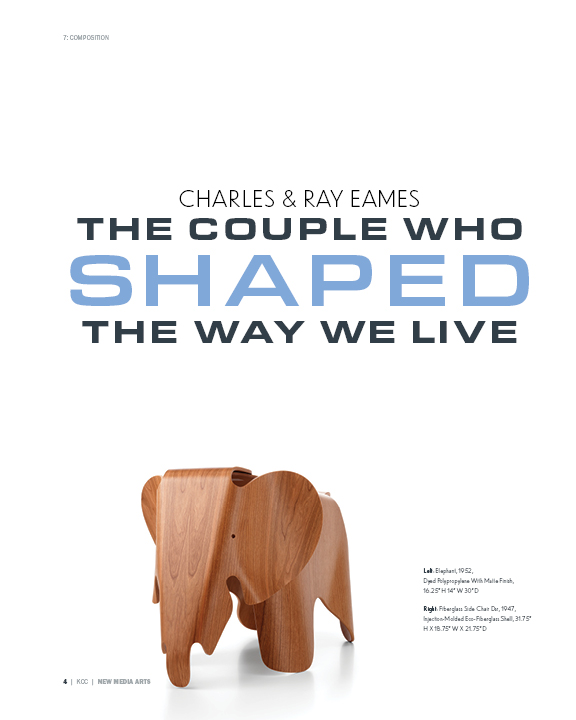 7: COMPOSITION
CHARLES & RAY EAMES
THE COUPLE WHO
SHAPED
THE WAY WE LIVE
Left: Elephant, 1952,
Dyed Polypropylene With Matte Finish,
16.25" H 14" W 30"D
Right: Fiberglass Side Chair Dsr, 1947,
Injection-Molded Eco-Fiberglass Shell, 31.75"
H X 18.75" W X 21.75"D
4 | KCC | NEW MEDIA ARTS